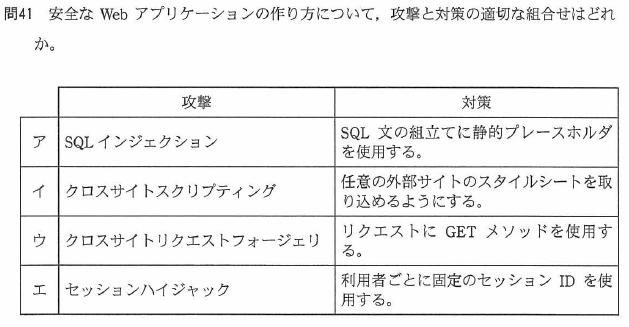 問41 安全な Web アプリケーションの作り方について，攻撃と対策の適切な組合せはどれ
か。
攻撃 対策
ア SQL インジェクション SQL 文の組立てに静的プレースホルダ
を使用する。
イ クロスサイトスクリプティング 任意の外部サイトのスタイルシートを取
り込めるようにする。
ウ クロスサイトリクエストフォージェリ リクエストに GET メソッドを使用す
る。
エ セッションハイジャック 利用者ごとに固定のセッション ID を使
用する。